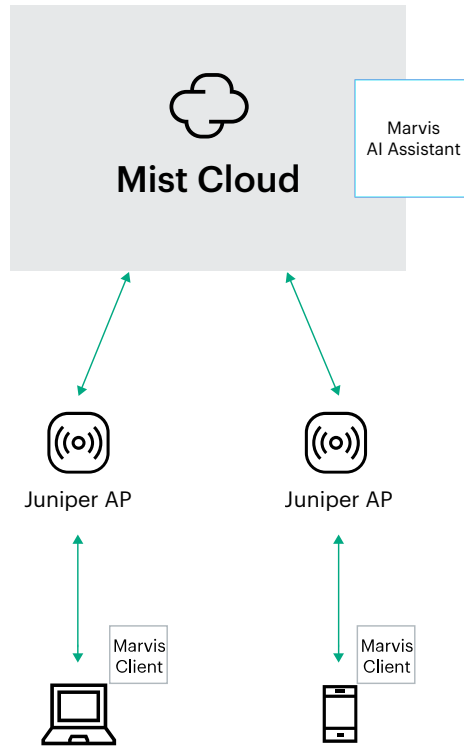 Mist Cloud
Marvis
AI Assistant
Juniper AP
Juniper AP
Marvis
Client
Marvis
Client